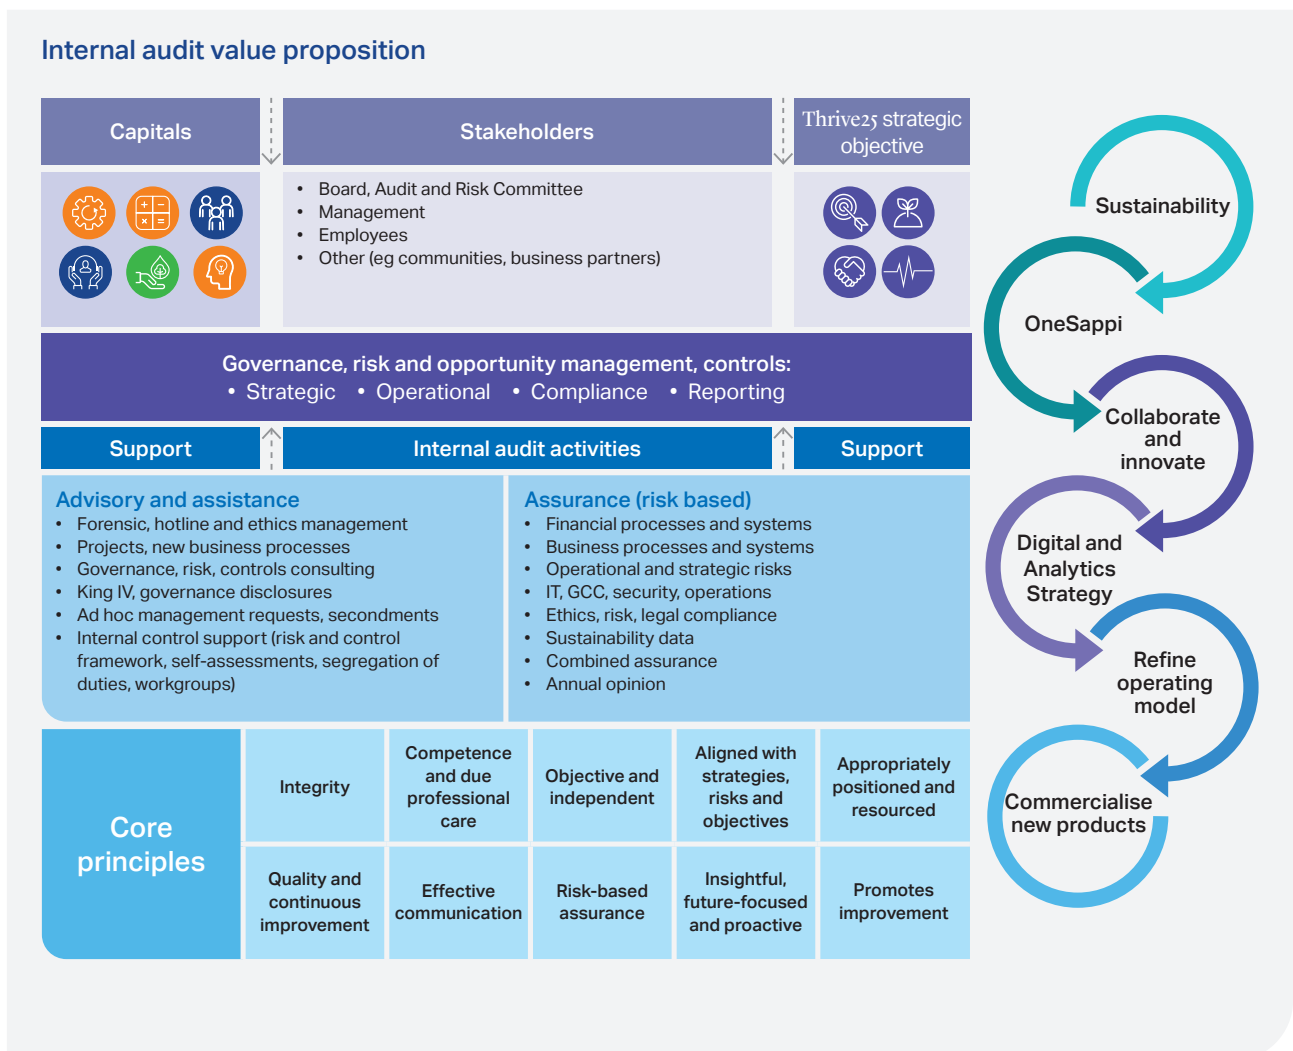 Internal audit value proposition
Capitals
Stakeholders
Thrive25 strategic
objective
• Board, Audit and Risk Committee
• Management
• Employees
• Other (eg communities, business partners)
Governance, risk and opportunity management, controls:
• Strategic • Operational • Compliance • Reporting
Support
Internal audit activities
Support
Advisory and assistance
• Forensic, hotline and ethics management
• Projects, new business processes
• Governance, risk, controls consulting
• King IV, governance disclosures
• Ad hoc management requests, secondments
• Internal control support (risk and control
framework, self-assessments, segregation of
duties, workgroups)
Assurance (risk based)
• Financial processes and systems
• Business processes and systems
• Operational and strategic risks
• IT, GCC, security, operations
• Ethics, risk, legal compliance
• Sustainability data
• Combined assurance
• Annual opinion
Core
principles
Integrity
Competence
and due
professional
care
Objective and
independent
Aligned with
strategies,
risks and
objectives
Appropriately
positioned and
resourced
Quality and
continuous
improvement
Effective
communication
Risk-based
assurance
Insightful,
future-focused
and proactive
Promotes
improvement
Sustainability
OneSappi
Collaborate
and
innovate
Digital and
Analytics
Strategy
Refine
operating
model
Commercialise
new products